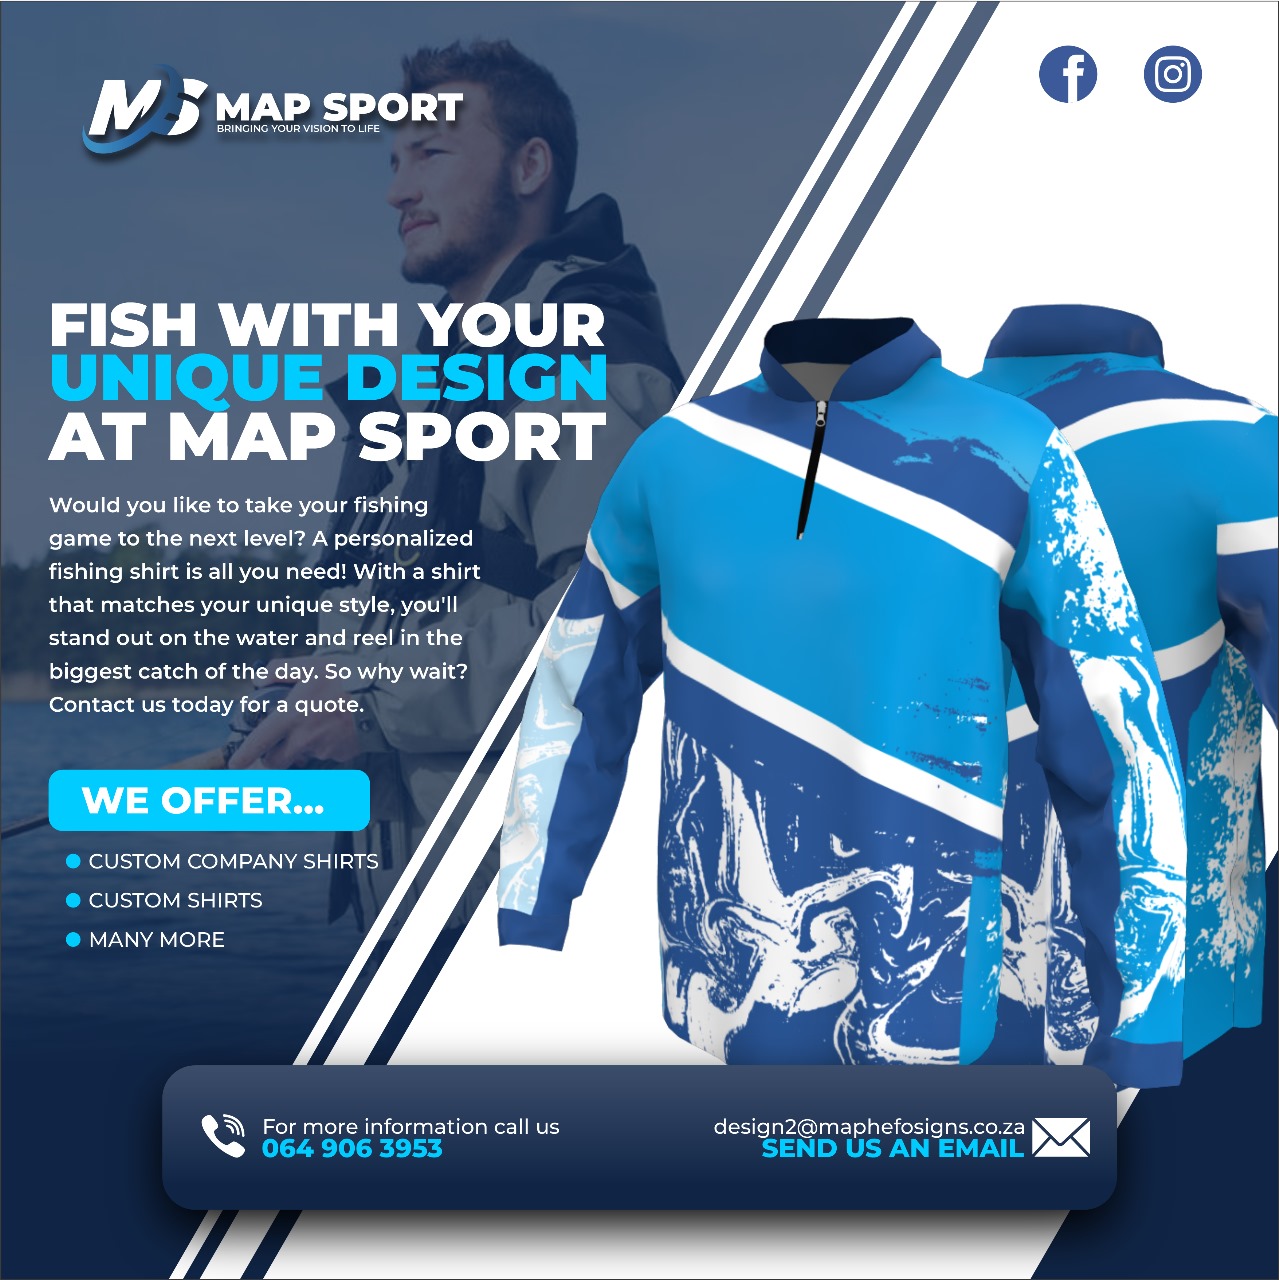 MS MAP SPORT
BRINGING YOUR VISION TO LIFE
FISH WITH YOUR
UNIQUE DESIGN
AT MAP SPORT
Would you like to take your fishing
game to the next level? A personalized
fishing shirt is all you need! With a shirt
that matches your unique style, you'll
stand out on the water and reel in the
biggest catch of the day. So why wait?
Contact us today for a quote.
WE OFFER...
CUSTOM COMPANY SHIRTS
CUSTOM SHIRTS
MANY MORE
For more information call us
064 906 3953
design2@maphefosigns.co.za
SEND US AN EMAIL